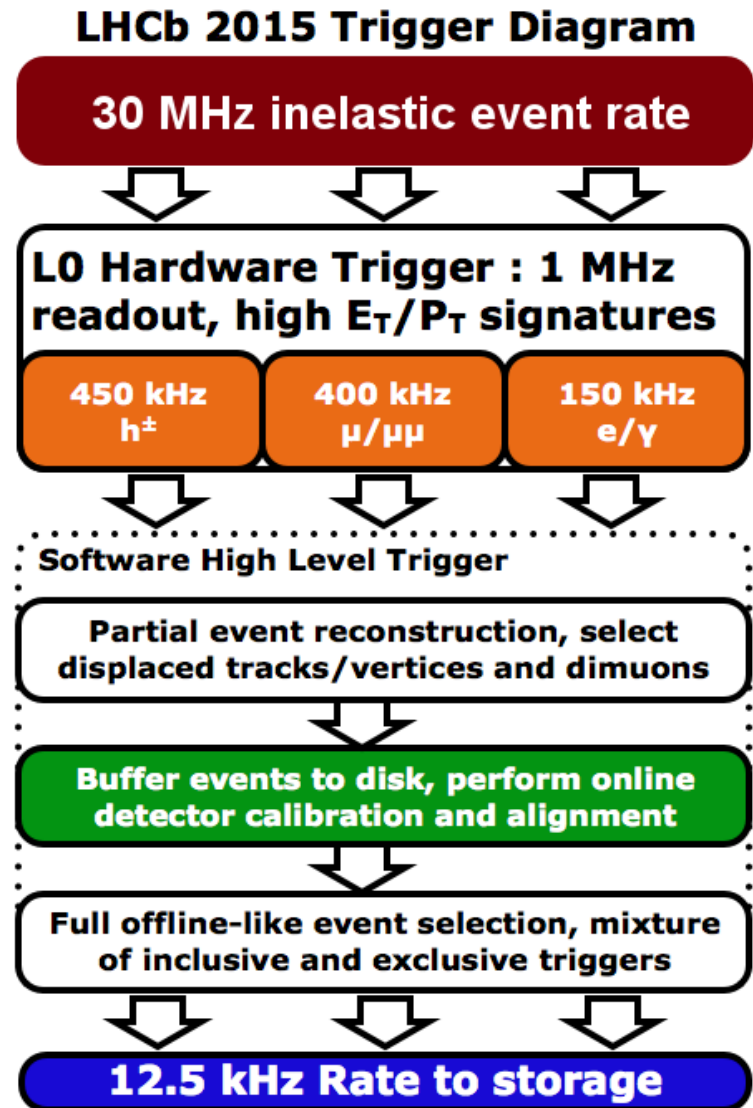 LHCb 2015 Trigger Diagram
30 MHz inelastic event rate
L0 Hardware Trigger : 1 MHz
readout, high E_T/P_T signatures
450 kHz
h±
400 kHz
μ/μμ
150 kHz
e/γ
Software High Level Trigger
Partial event reconstruction, select
displaced tracks/vertices and dimuons
Buffer events to disk, perform online
detector calibration and alignment
Full offline-like event selection, mixture
of inclusive and exclusive triggers
12.5 kHz Rate to storage